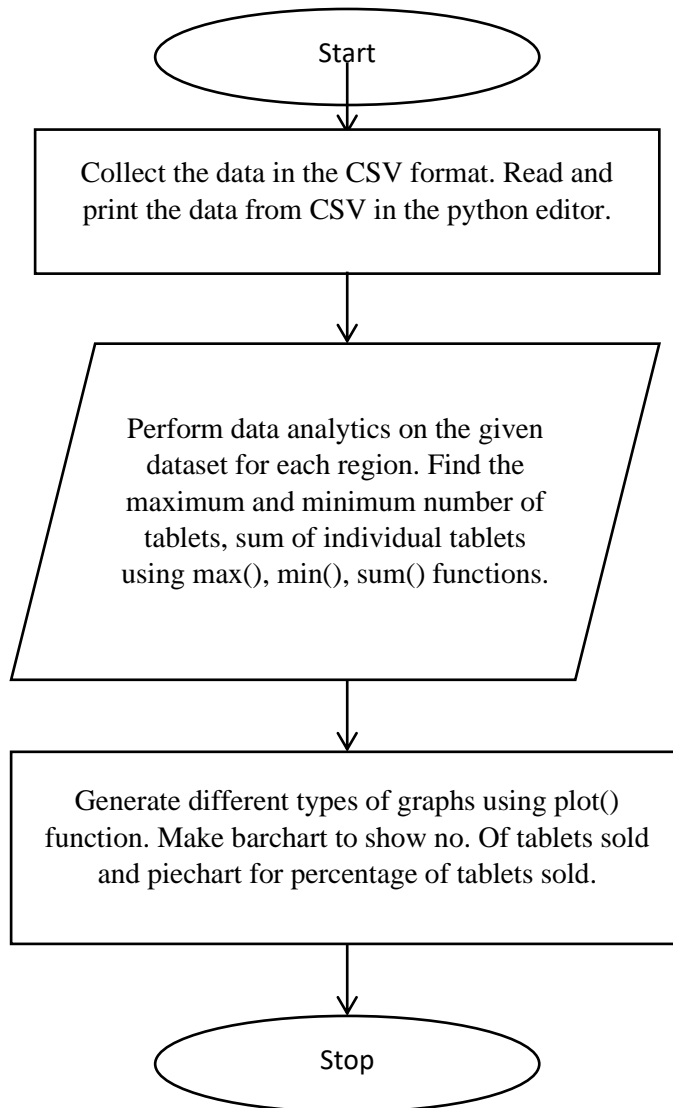 Start
Collect the data in the CSV format. Read and
print the data from CSV in the python editor.
Perform data analytics on the given
dataset for each region. Find the
maximum and minimum number of
tablets, sum of individual tablets
using max(), min(), sum() functions.
Generate different types of graphs using plot()
function. Make barchart to show no. Of tablets sold
and piechart for percentage of tablets sold.
Stop